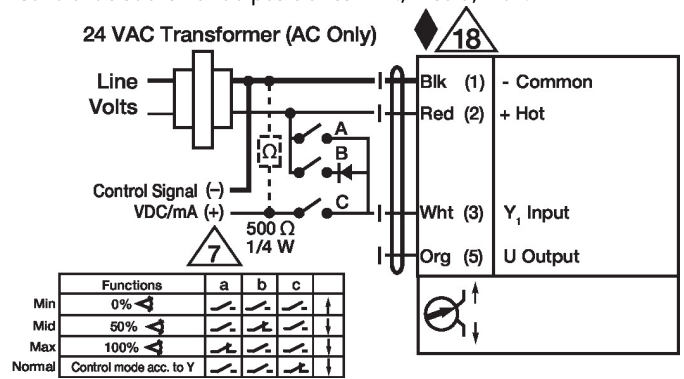 24 VAC Transformer (AC Only)
18
Line
Volts
Blk (1) - Common
Red (2) + Hot
A
B
C
Ω
Control Signal (–)
VDC/mA (+)
500 Ω
1/4 W
7
Wht (3) Y1 Input
Org (5) U Output
Functions a b c
Min 0%
Mid 50%
Max 100%
Normal Control mode acc. to Y